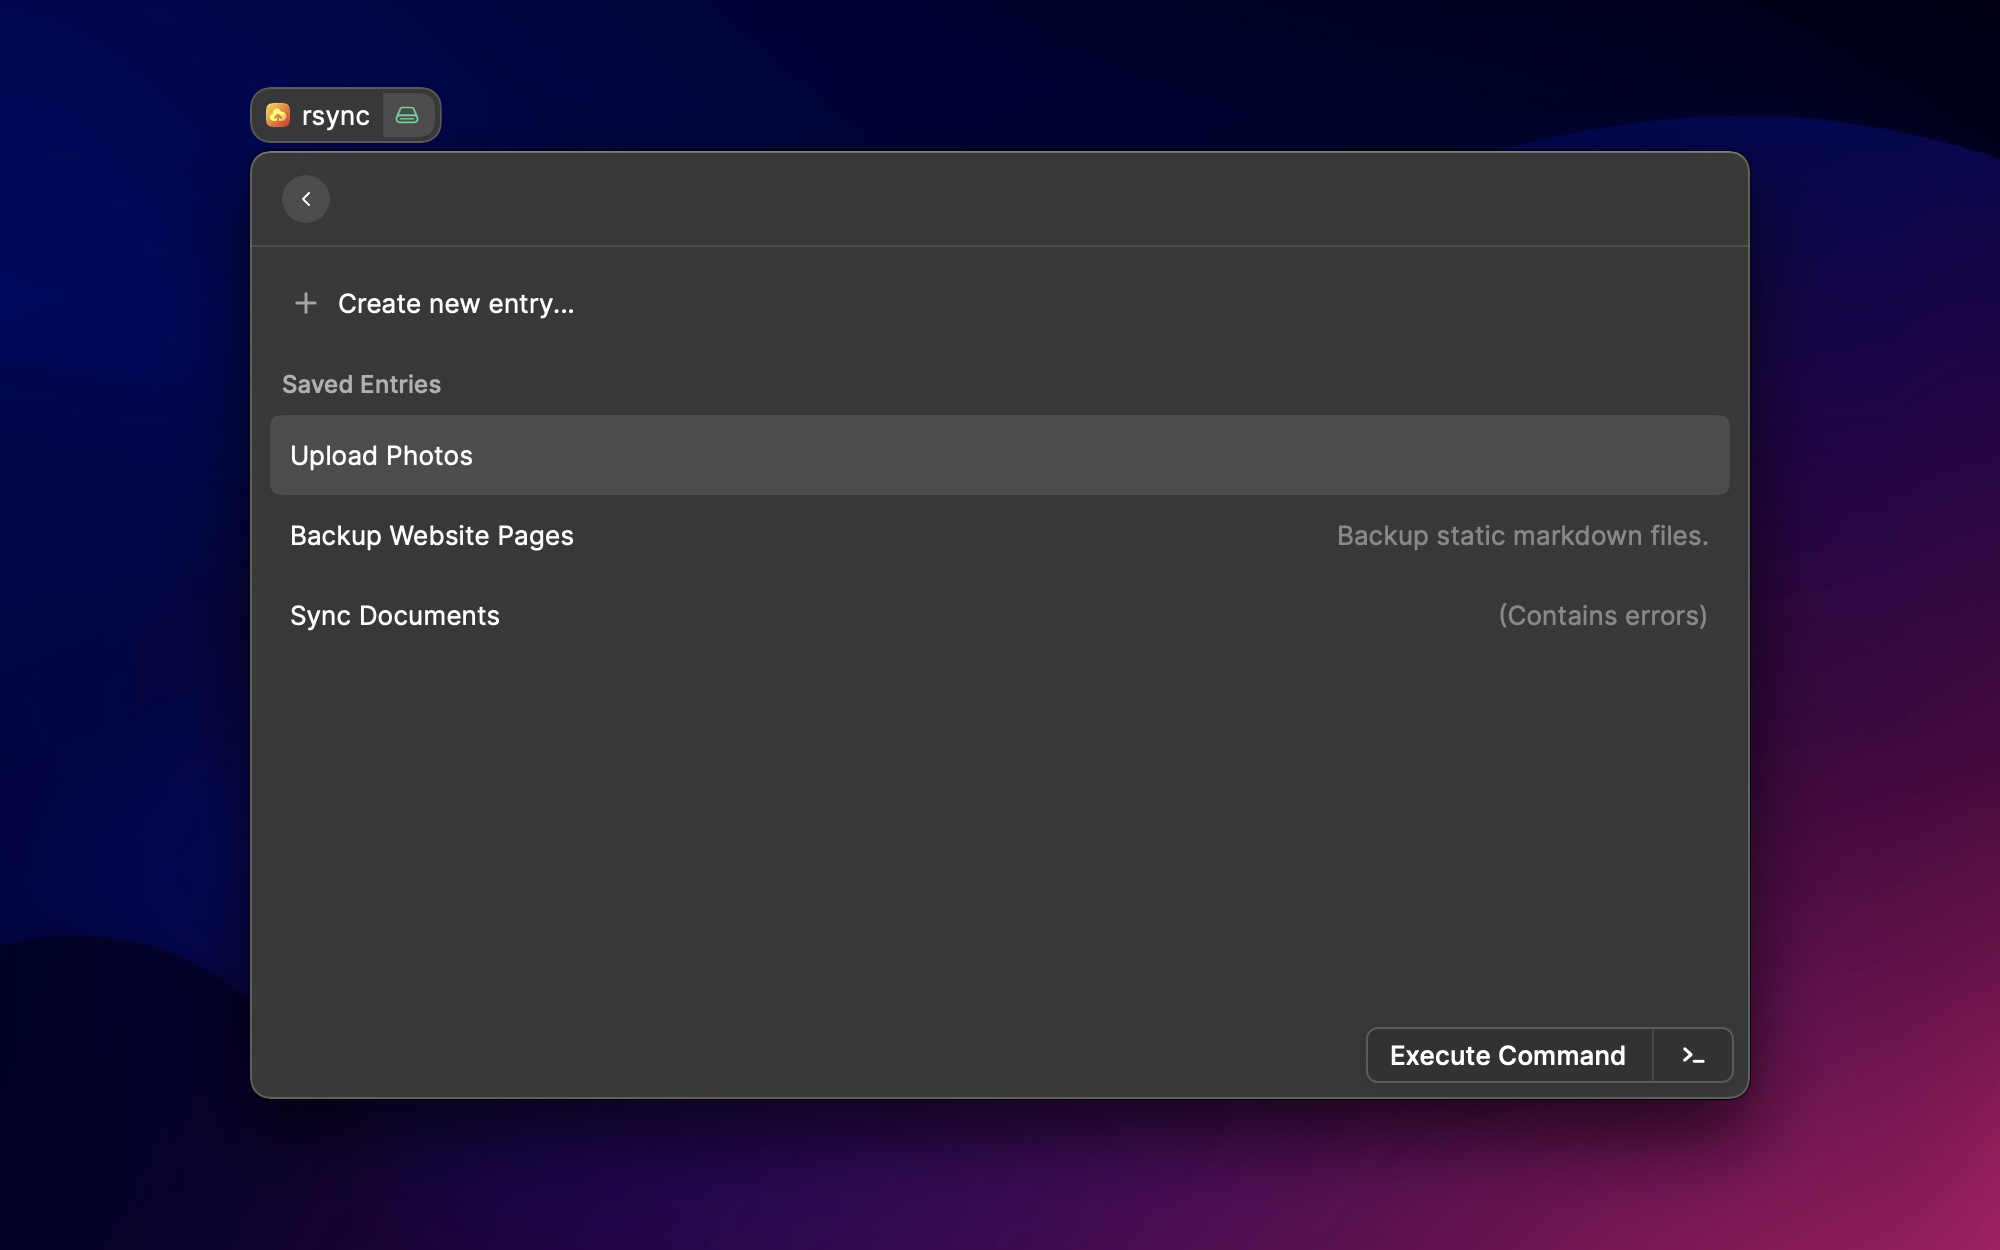 rsync
Create new entry...
Saved Entries
Upload Photos
Backup Website Pages Backup static markdown files.
Sync Documents (Contains errors)
Execute Command >_